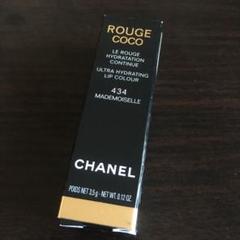 ROUGE
COCO
LE ROUGE
HYDRATATION
CONTINUE
ULTRA HYDRATING
LIP COLOUR
434
MADEMOISELLE
CHANEL
POIDS NET 3.5 g - NET WT. 0.12 OZ.